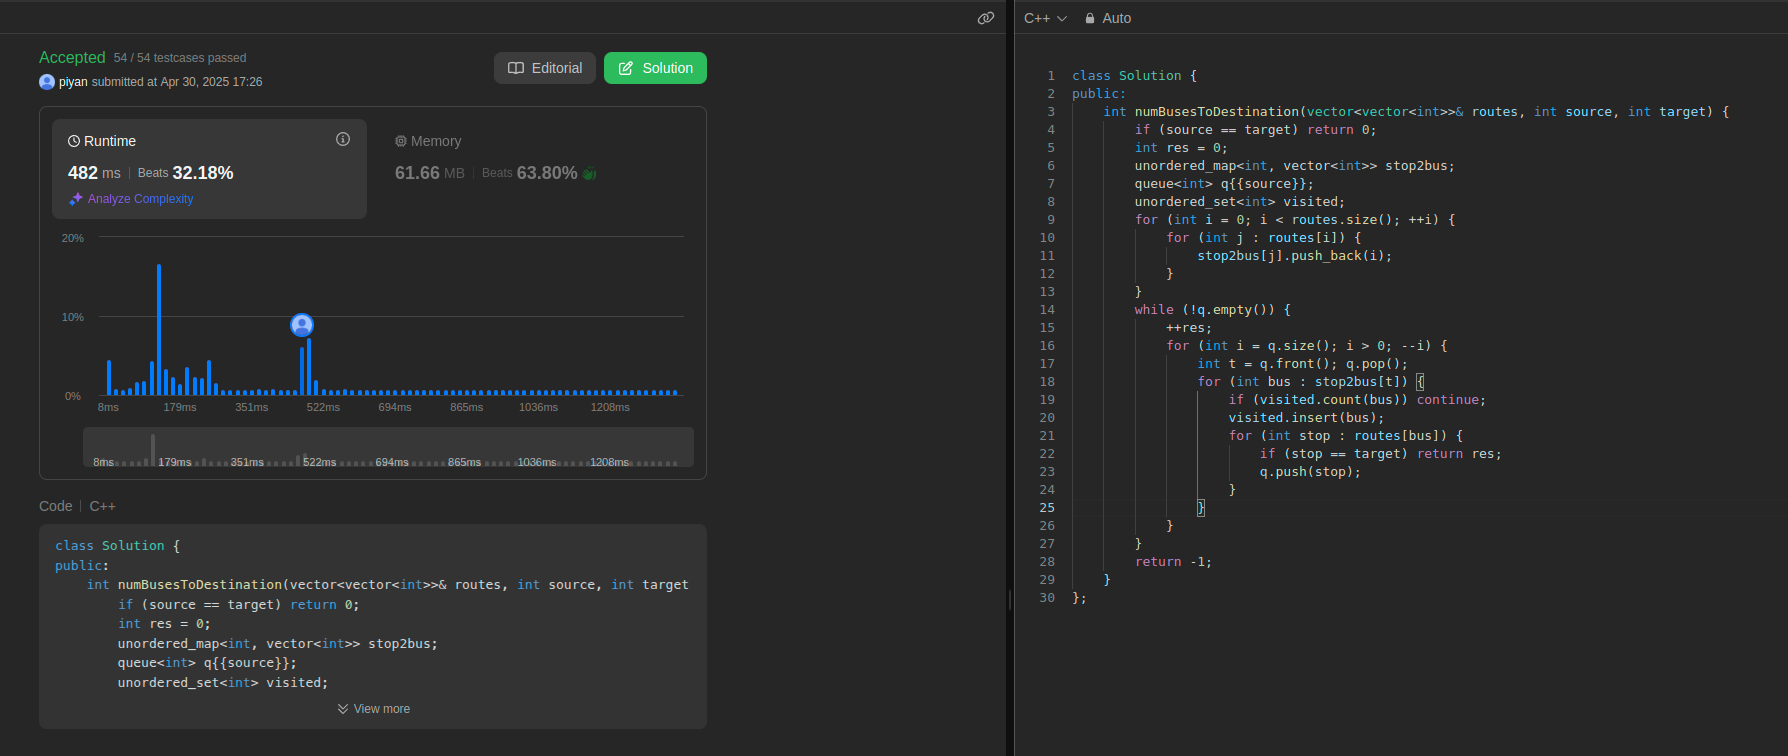 Accepted 54 / 54 testcases passed
piyan submitted at Apr 30, 2025 17:26
Editorial
Solution
Runtime
482 ms | Beats 32.18%
Analyze Complexity
Memory
61.66 MB | Beats 63.80%
20%
10%
0%
8ms 179ms 351ms 522ms 694ms 865ms 1036ms 1208ms
8ms 179ms 351ms 522ms 694ms 865ms 1036ms 1208ms
Code | C++
class Solution {
public:
    int numBusesToDestination(vector<vector<int>>& routes, int source, int target
        if (source == target) return 0;
        int res = 0;
        unordered_map<int, vector<int>> stop2bus;
        queue<int> q{{source}};
        unordered_set<int> visited;
View more
C++ Auto
1 class Solution {
2 public:
3     int numBusesToDestination(vector<vector<int>>& routes, int source, int target) {
4         if (source == target) return 0;
5         int res = 0;
6         unordered_map<int, vector<int>> stop2bus;
7         queue<int> q{{source}};
8         unordered_set<int> visited;
9         for (int i = 0; i < routes.size(); ++i) {
10             for (int j : routes[i]) {
11                 stop2bus[j].push_back(i);
12             }
13         }
14         while (!q.empty()) {
15             ++res;
16             for (int i = q.size(); i > 0; --i) {
17                 int t = q.front(); q.pop();
18                 for (int bus : stop2bus[t]) {
19                     if (visited.count(bus)) continue;
20                     visited.insert(bus);
21                     for (int stop : routes[bus]) {
22                         if (stop == target) return res;
23                         q.push(stop);
24                     }
25                 }
26             }
27         }
28         return -1;
29     }
30 };